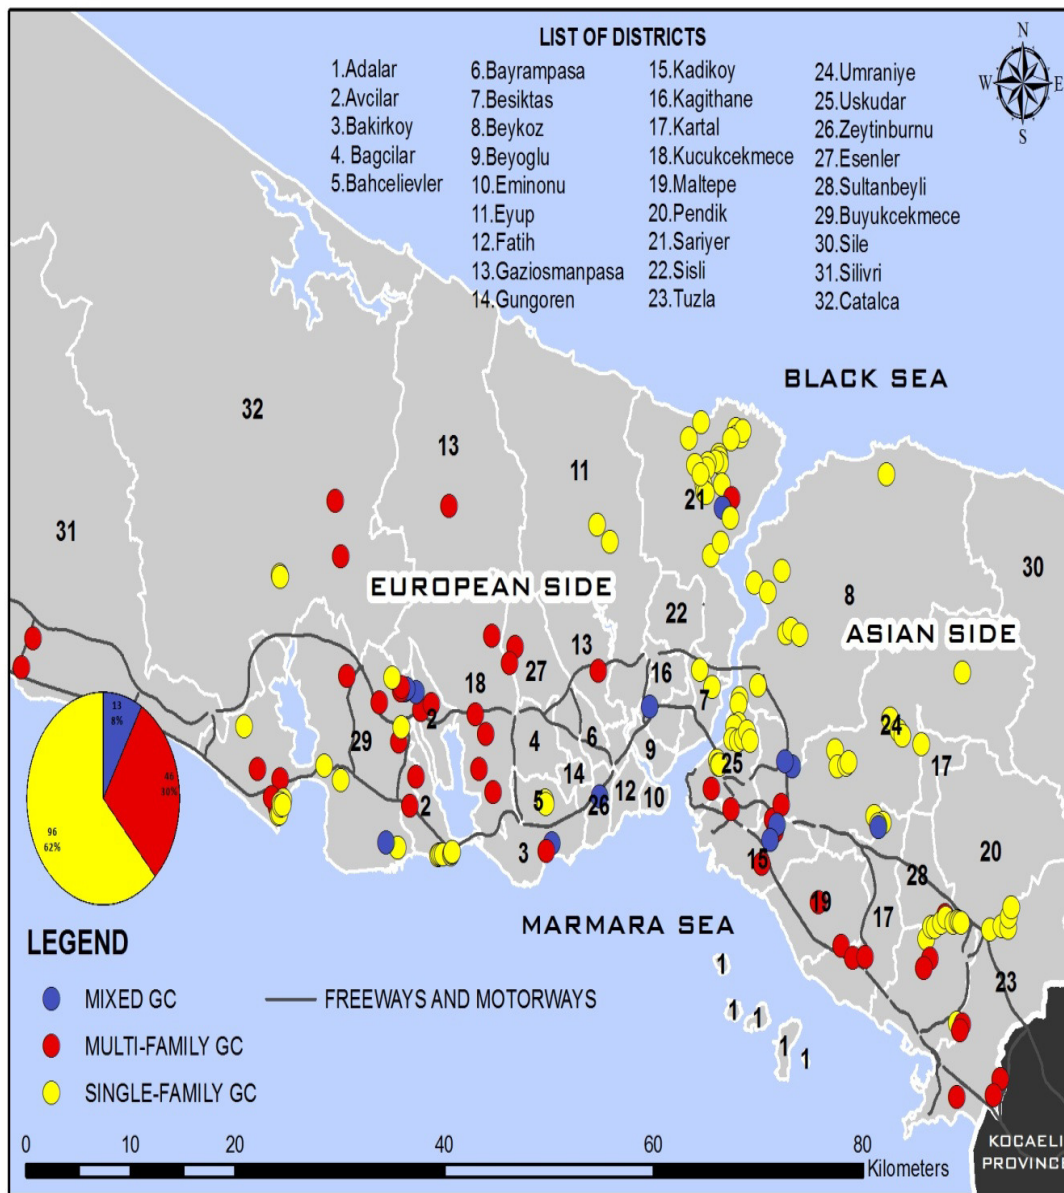 LIST OF DISTRICTS
1.Adalar
2.Avcilar
3.Bakirkoy
4. Bagcilar
5.Bahcelievler
6.Bayrampasa
7.Besiktas
8.Beykoz
9.Beyoglu
10.Eminonu
11.Eyup
12.Fatih
13.Gaziosmanpasa
14.Gungoren
15.Kadikoy
16.Kagithane
17.Kartal
18.Kucukcekmece
19.Maltepe
20.Pendik
21.Sariyer
22.Sisli
23.Tuzla
24.Umraniye
25.Uskudar
26.Zeytinburnu
27.Esenler
28.Sultanbeyli
29.Buyukcekmece
30.Sile
31.Silivri
32.Catalca
N
W
E
S
BLACK SEA
32
13
11
21
31
30
8
EUROPEAN SIDE
ASIAN SIDE
22
13
27
16
18
7
2
24
29
4
6
9
17
14
25
5
12
10
26
2
3
15
20
28
19
17
23
MARMARA SEA
1
1
1
1
1
13
8%
46
30%
96
62%
LEGEND
MIXED GC
FREEWAYS AND MOTORWAYS
MULTI-FAMILY GC
SINGLE-FAMILY GC
KOCAELI
PROVINCE
0 10 20 40 60 80
Kilometers